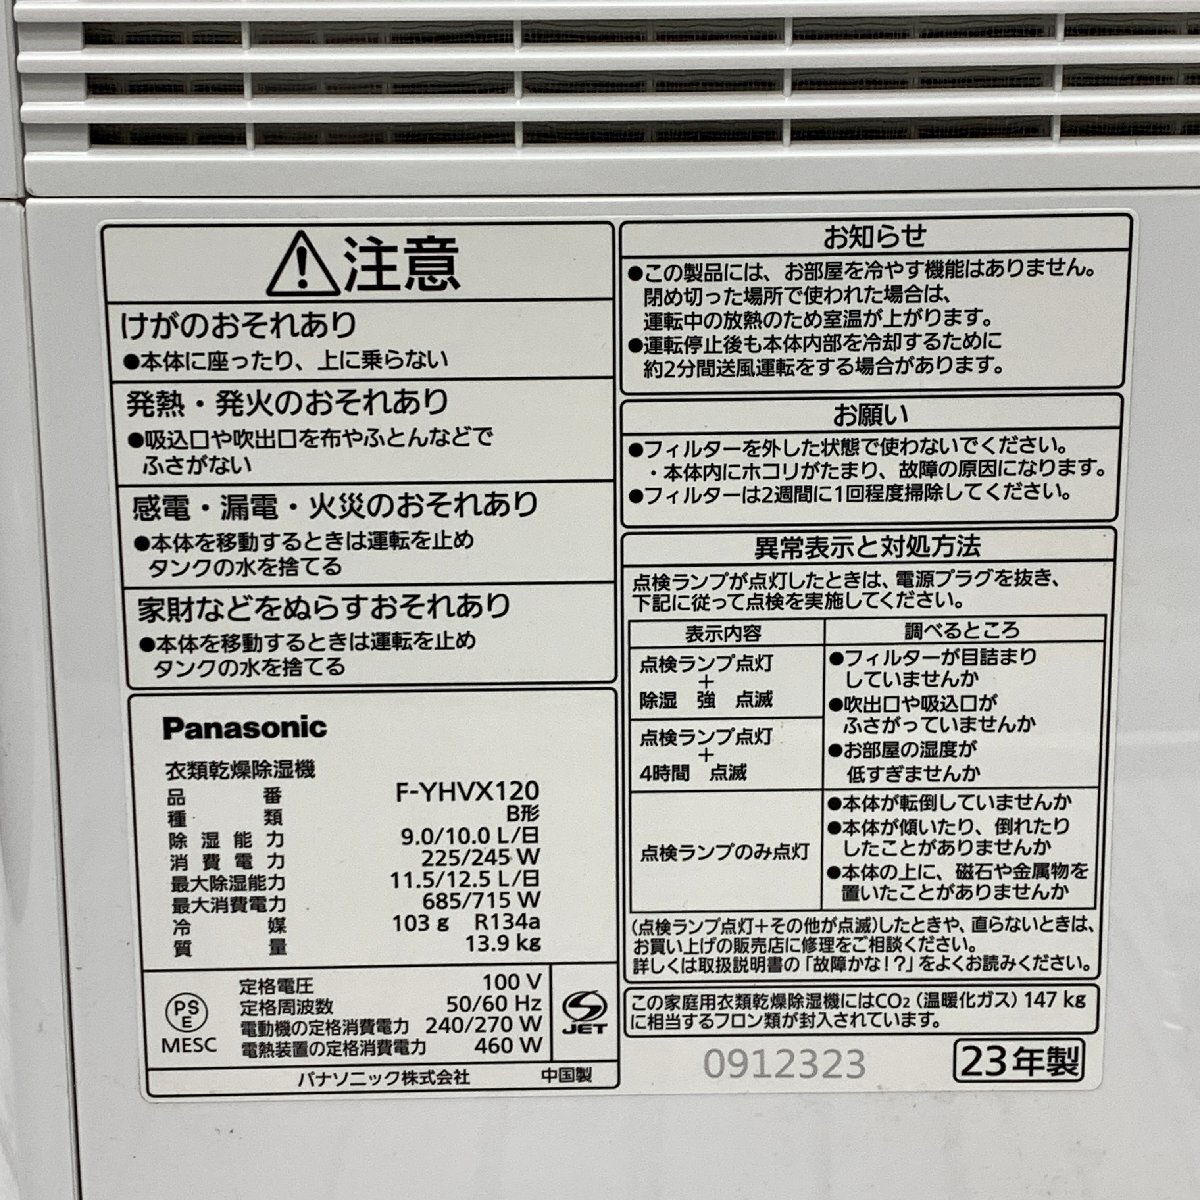 注意
けがのおそれあり
●本体に座ったり、上に乗らない
発熱・発火のおそれあり
●吸込口や吹出口を布やふとんなどで
ふさがない
感電・漏電・火災のおそれあり
●本体を移動するときは運転を止め
タンクの水を捨てる
家財などをぬらすおそれあり
●本体を移動するときは運転を止め
タンクの水を捨てる
Panasonic
衣類乾燥除湿機
品番 F-YHVX120
種類 B形
除湿能力 9.0/10.0 L/日
消費電力 225/245 W
最大除湿能力 11.5/12.5 L/日
最大消費電力 685/715 W
冷媒 103 g R134a
質量 13.9 kg
PS
E
MESC
定格電圧 100 V
定格周波数 50/60 Hz
電動機の定格消費電力 240/270 W
電熱装置の定格消費電力 460 W
JET
パナソニック株式会社 中国製
お知らせ
●この製品には、お部屋を冷やす機能はありません。
閉め切った場所で使われた場合は、
運転中の放熱のため室温が上がります。
●運転停止後も本体内部を冷却するために
約2分間送風運転をする場合があります。
お願い
●フィルターを外した状態で使わないでください。
・本体内にホコリがたまり、故障の原因になります。
●フィルターは2週間に1回程度掃除してください。
異常表示と対処方法
点検ランプが点灯したときは、電源プラグを抜き、
下記に従って点検を実施してください。
表示内容 調べるところ
点検ランプ点灯
+
除湿 強 点滅
点検ランプ点灯
+
4時間 点滅
●フィルターが目詰まり
していませんか
●吹出口や吸込口が
ふさがっていませんか
●お部屋の湿度が
低すぎませんか
点検ランプのみ点灯
●本体が転倒していませんか
●本体が傾いたり、倒れたり
したことがありませんか
●本体の上に、磁石や金属物を
置いたことがありませんか
(点検ランプ点灯+その他が点滅)したときや、直らないときは、
お買い上げの販売店に修理をご相談ください。
詳しくは取扱説明書の「故障かな!?」をよくお読みください。
この家庭用衣類乾燥除湿機にはCO₂(温暖化ガス)147 kg
に相当するフロン類が封入されています。
0912323
23年製